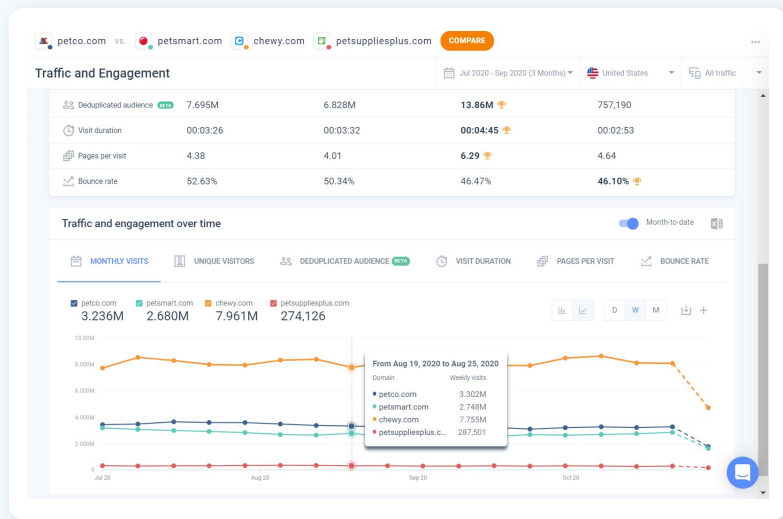 petco.com vs. petsmart.com chewy.com petsuppliesplus.com COMPARE
Traffic and Engagement Jul 2020 - Sep 2020 (3 Months) United States All traffic
Deduplicated audience BETA 7.695M 6.828M 13.86M 757,190
Visit duration 00:03:26 00:03:32 00:04:45 00:02:53
Pages per visit 4.38 4.01 6.29 4.64
Bounce rate 52.63% 50.34% 46.47% 46.10%
Traffic and engagement over time Month-to-date
MONTHLY VISITS UNIQUE VISITORS DEDUPLICATED AUDIENCE BETA VISIT DURATION PAGES PER VISIT BOUNCE RATE
petco.com petsmart.com chewy.com petsuppliesplus.com
3.236M 2.680M 7.961M 274,126
D W M
10.00M
8.000M
6.000M
4.000M
2.000M
0
From Aug 19, 2020 to Aug 25, 2020
Domain Weekly visits
petco.com 3.302M
petsmart.com 2.748M
chewy.com 7.755M
petsuppliesplus.c... 287,501
Jul 20 Aug 20 Sep 20 Oct 20